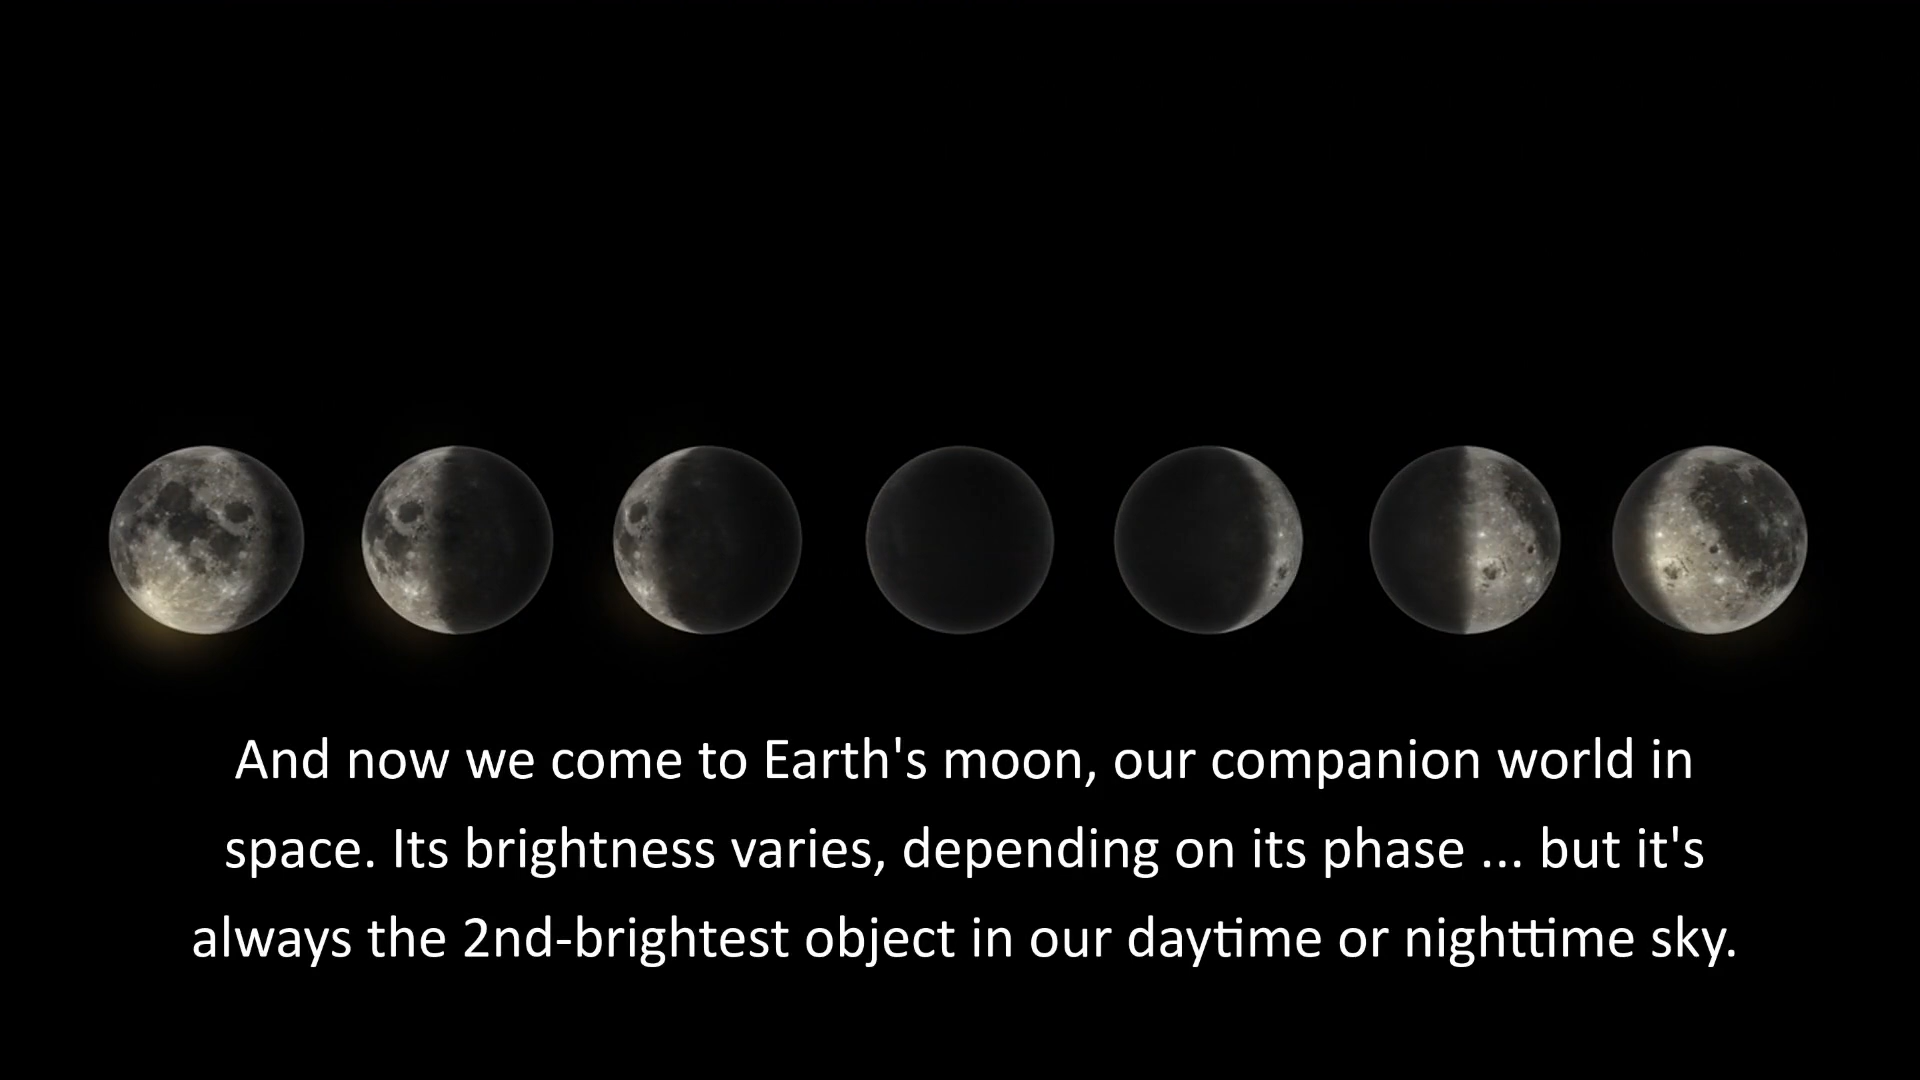 And now we come to Earth's moon, our companion world in
space. Its brightness varies, depending on its phase ... but it's
always the 2nd-brightest object in our daytime or nighttime sky.